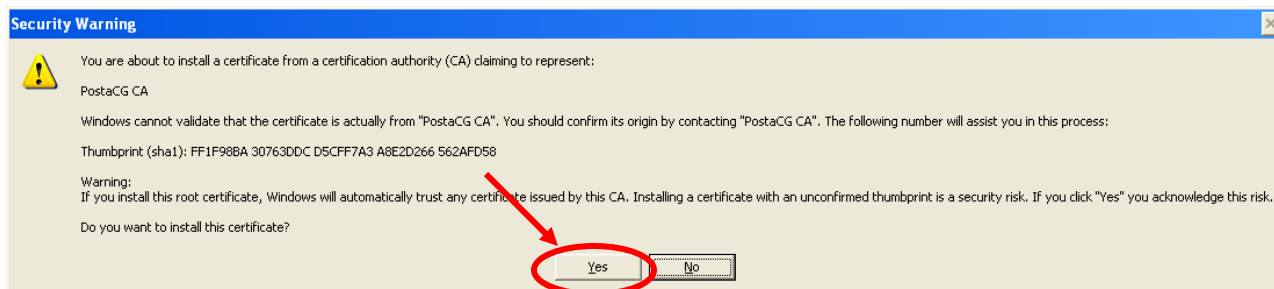 Security Warning
You are about to install a certificate from a certification authority (CA) claiming to represent:
PostaCG CA
Windows cannot validate that the certificate is actually from "PostaCG CA". You should confirm its origin by contacting "PostaCG CA". The following number will assist you in this process:
Thumbprint (sha1): FF1F98BA 30763DDC D5CFF7A3 A8E2D266 562AFD58
Warning:
If you install this root certificate, Windows will automatically trust any certificate issued by this CA. Installing a certificate with an unconfirmed thumbprint is a security risk. If you click "Yes" you acknowledge this risk.
Do you want to install this certificate?
Yes No